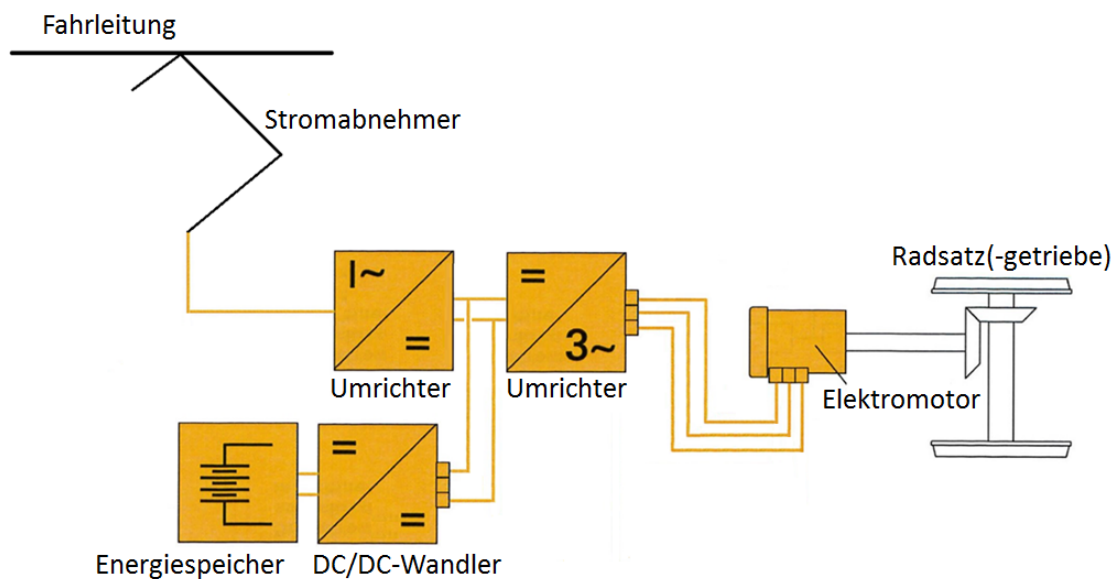 Fahrleitung
Stromabnehmer
Radsatz(-getriebe)
I~
=
=
3~
Umrichter
Umrichter
Elektromotor
=
=
Energiespeicher
DC/DC-Wandler